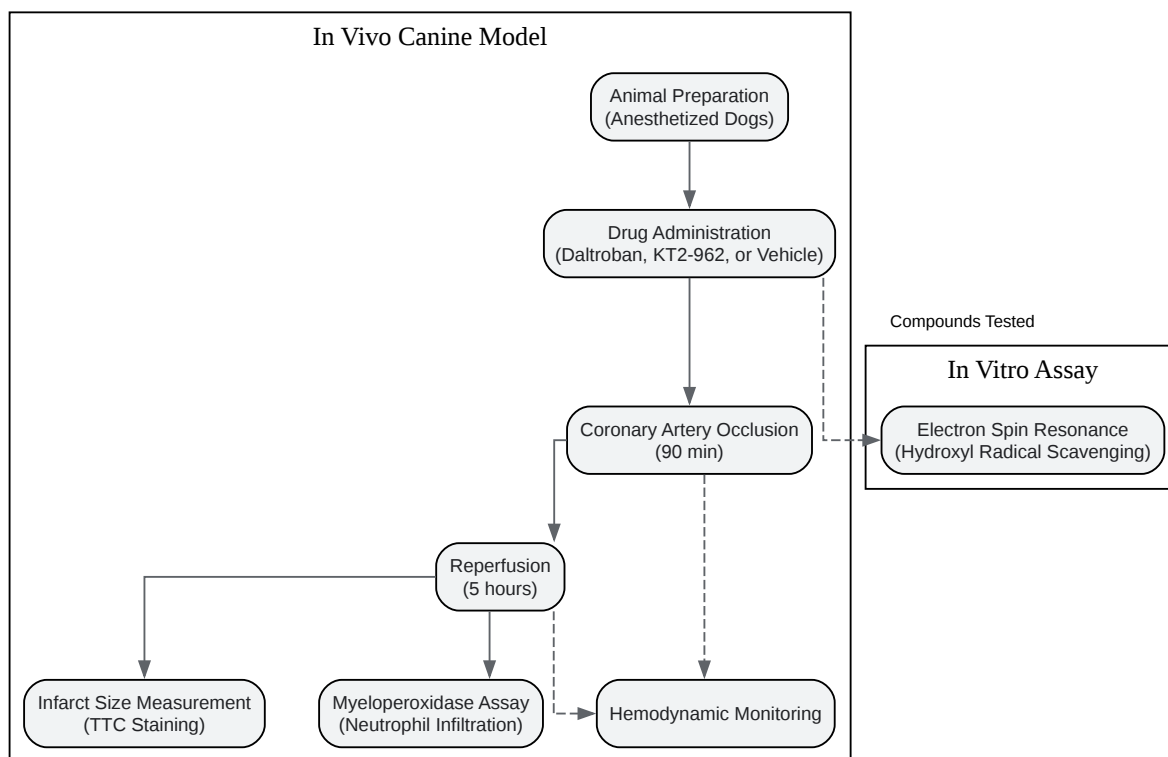 In Vivo Canine Model
Animal Preparation
(Anesthetized Dogs)
Drug Administration
(Daltroban, KT2-962, or Vehicle)
Compounds Tested
In Vitro Assay
Electron Spin Resonance
(Hydroxyl Radical Scavenging)
Coronary Artery Occlusion
(90 min)
Reperfusion
(5 hours)
Infarct Size Measurement
(TTC Staining)
Myeloperoxidase Assay
(Neutrophil Infiltration)
Hemodynamic Monitoring